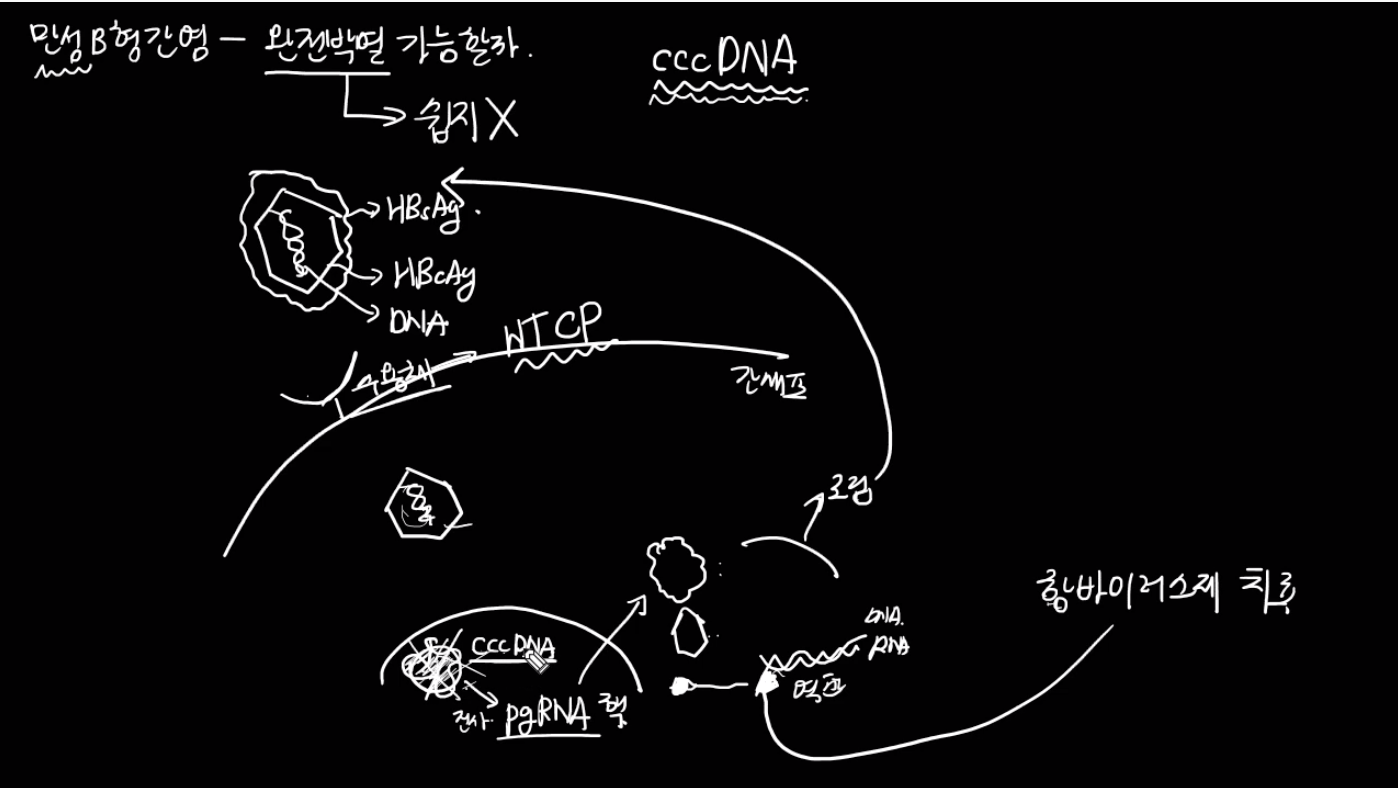 만성 B형간염 - 완전박멸 가능할까.
cccDNA
쉽지 X
HBsAg.
HBcAg
DNA
NTCP
수용체
간세포
조립
항바이러스제 치료
DNA.
RNA
cccDNA
역전
전사.
pgRNA 핵